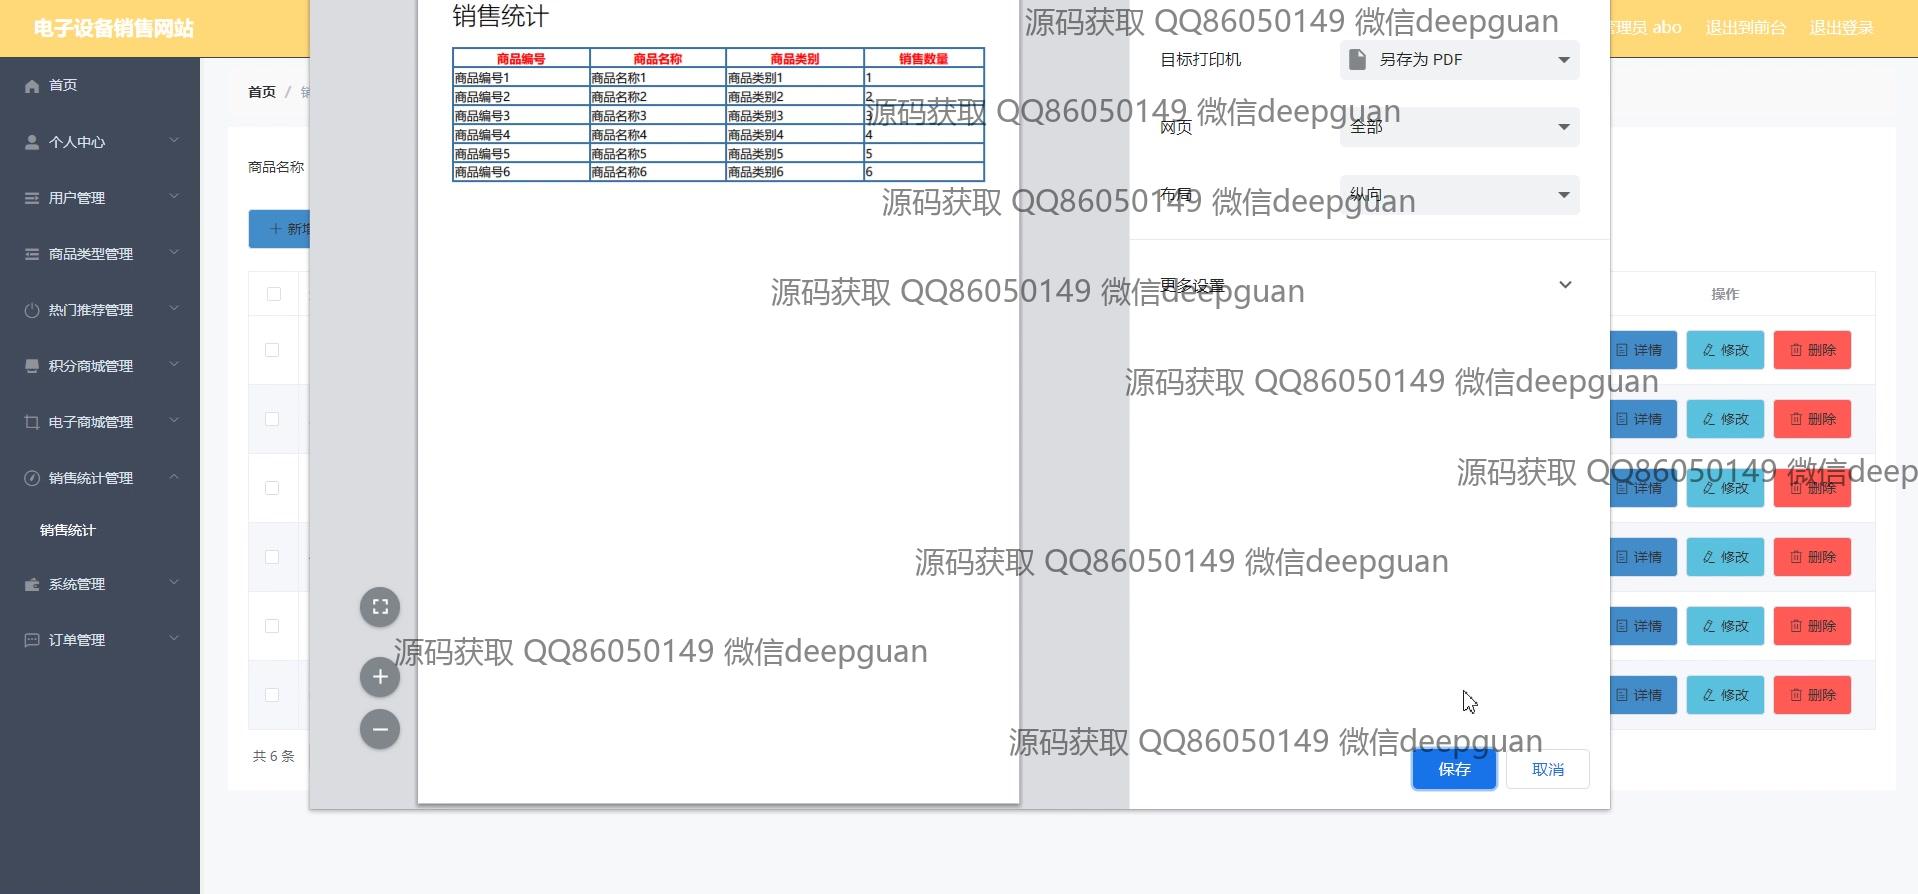 电子设备销售网站
管理员 abo
退出到前台
退出登录
首页
个人中心
用户管理
商品类型管理
热门推荐管理
积分商城管理
电子商城管理
销售统计管理
销售统计
系统管理
订单管理
首页 /
商品名称
新增
共 6 条
销售统计
商品编号 商品名称 商品类别 销售数量
商品编号1 商品名称1 商品类别1 1
商品编号2 商品名称2 商品类别2 2
商品编号3 商品名称3 商品类别3 3
商品编号4 商品名称4 商品类别4 4
商品编号5 商品名称5 商品类别5 5
商品编号6 商品名称6 商品类别6 6
目标打印机 另存为 PDF
网页 全部
布局 纵向
更多设置
保存 取消
操作
详情 修改 删除
详情 修改 删除
详情 修改 删除
详情 修改 删除
详情 修改 删除
详情 修改 删除
源码获取 QQ86050149 微信deepguan
源码获取 QQ86050149 微信deepguan
源码获取 QQ86050149 微信deepguan
源码获取 QQ86050149 微信deepguan
源码获取 QQ86050149 微信deepguan
源码获取 QQ86050149 微信deep
源码获取 QQ86050149 微信deepguan
源码获取 QQ86050149 微信deepguan
源码获取 QQ86050149 微信deepguan